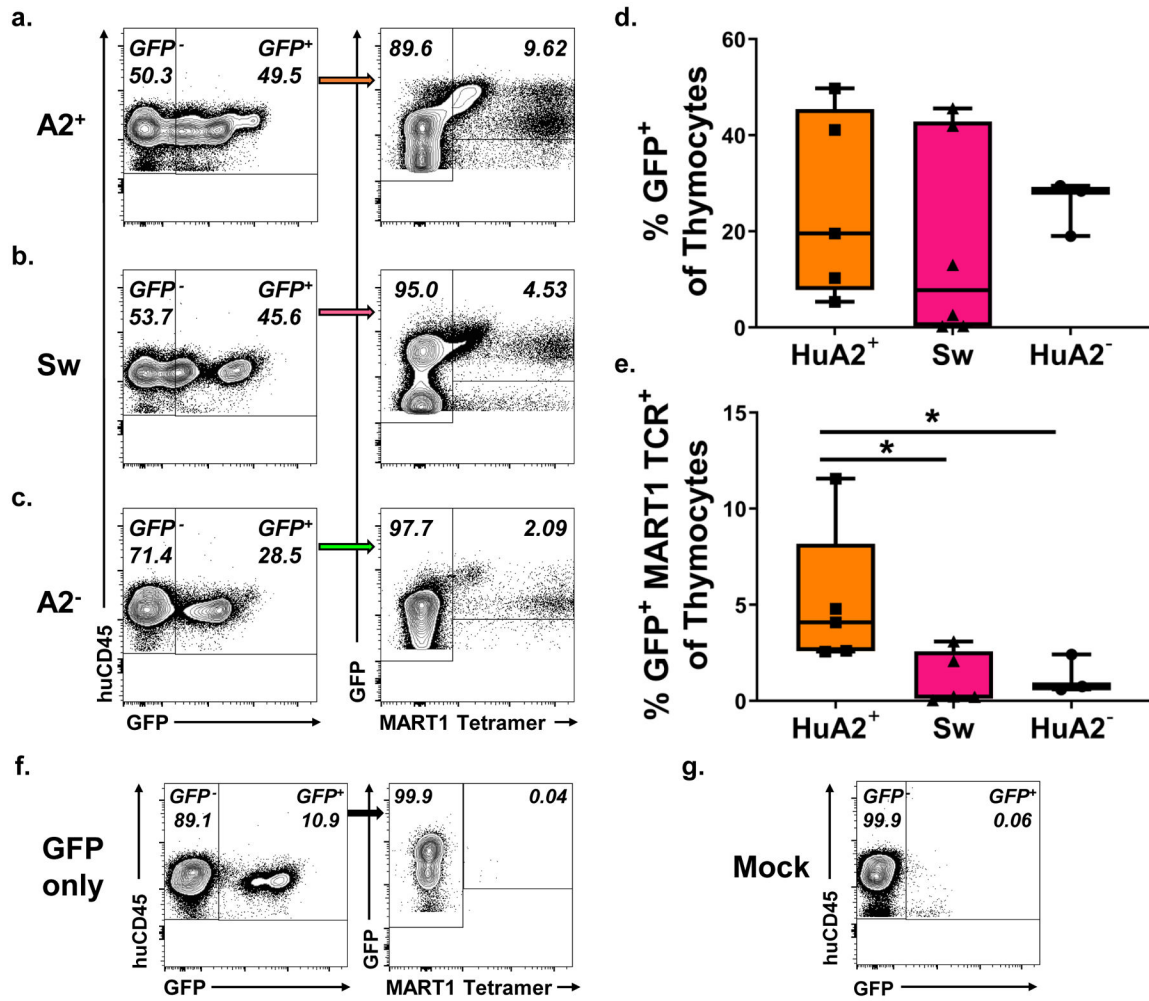 a.
GFP⁻ GFP⁺
50.3 49.5
89.6 9.62
A2⁺
b.
GFP⁻ GFP⁺
53.7 45.6
95.0 4.53
Sw
c.
GFP⁻ GFP⁺
71.4 28.5
97.7 2.09
A2⁻
huCD45
GFP
GFP
MART1 Tetramer
d.
% GFP⁺
of Thymocytes
60
40
20
0
HuA2⁺ Sw HuA2⁻
e.
% GFP⁺ MART1 TCR⁺
of Thymocytes
15
10
5
0
*
*
HuA2⁺ Sw HuA2⁻
f.
GFP⁻ GFP⁺
89.1 10.9
99.9 0.04
GFP
only
huCD45
GFP
GFP
MART1 Tetramer
g.
GFP⁻ GFP⁺
99.9 0.06
Mock
huCD45
GFP